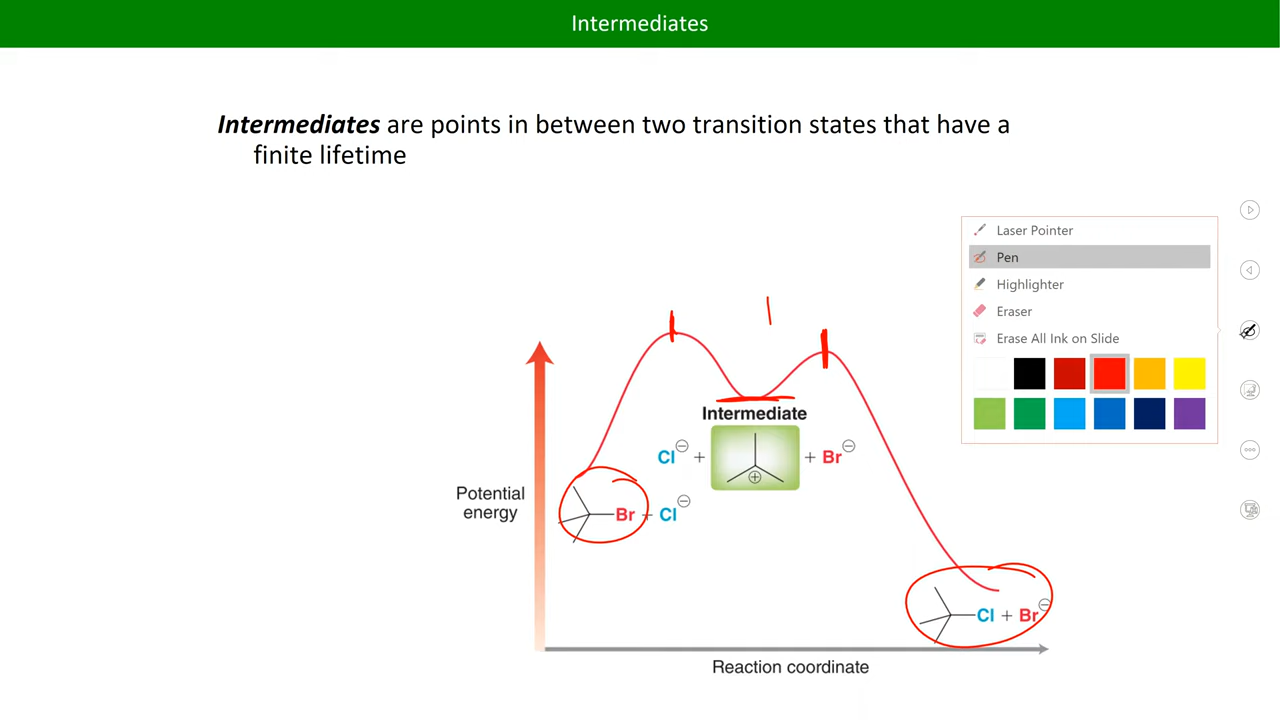 Intermediates
Intermediates are points in between two transition states that have a
finite lifetime
Laser Pointer
Pen
Highlighter
Eraser
Erase All Ink on Slide
Intermediate
Cl⊖ + ⊕ + Br⊖
Potential
energy
Br + Cl⊖
Cl + Br⊖
Reaction coordinate